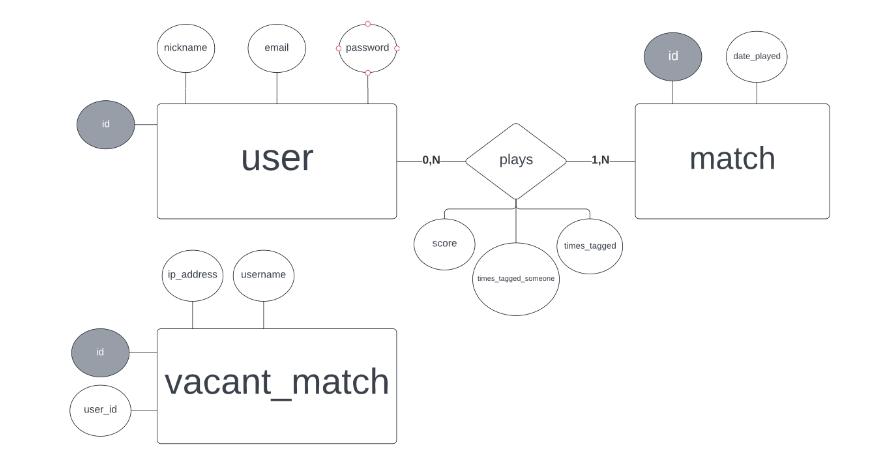 nickname
email
password
id
date_played
id
user
0,N
plays
1,N
match
score
times_tagged_someone
times_tagged
ip_address
username
id
user_id
vacant_match